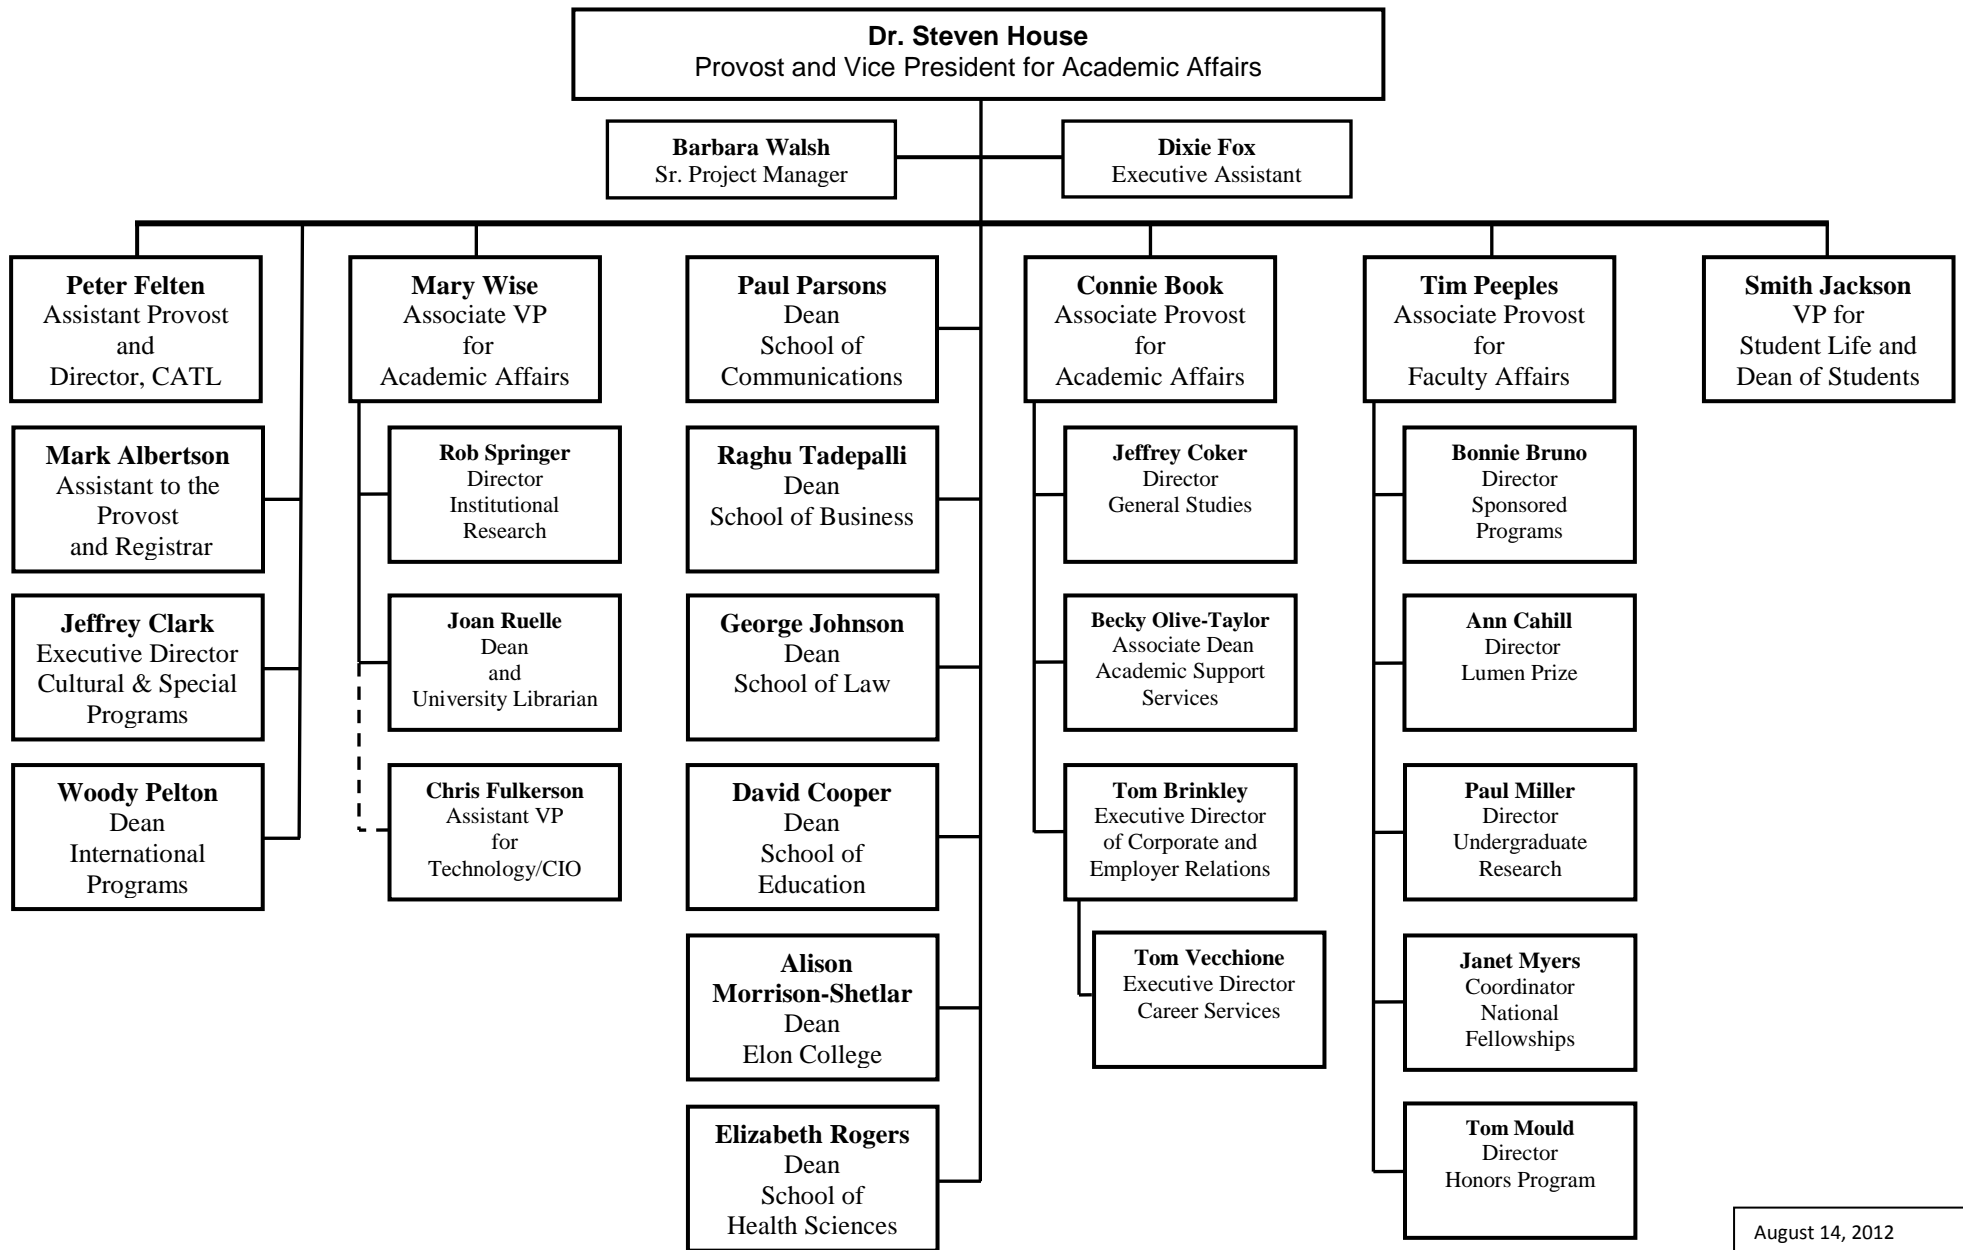 Dr. Steven House
Provost and Vice President for Academic Affairs
Barbara Walsh
Sr. Project Manager
Dixie Fox
Executive Assistant
Peter Felten
Assistant Provost
and
Director, CATL
Mark Albertson
Assistant to the
Provost
and Registrar
Jeffrey Clark
Executive Director
Cultural & Special
Programs
Woody Pelton
Dean
International
Programs
Mary Wise
Associate VP
for
Academic Affairs
Rob Springer
Director
Institutional
Research
Joan Ruelle
Dean
and
University Librarian
Chris Fulkerson
Assistant VP
for
Technology/CIO
Paul Parsons
Dean
School of
Communications
Raghu Tadepalli
Dean
School of Business
George Johnson
Dean
School of Law
David Cooper
Dean
School of
Education
Alison
Morrison-Shetlar
Dean
Elon College
Elizabeth Rogers
Dean
School of
Health Sciences
Connie Book
Associate Provost
for
Academic Affairs
Jeffrey Coker
Director
General Studies
Becky Olive-Taylor
Associate Dean
Academic Support
Services
Tom Brinkley
Executive Director
of Corporate and
Employer Relations
Tom Vecchione
Executive Director
Career Services
Tim Peeples
Associate Provost
for
Faculty Affairs
Bonnie Bruno
Director
Sponsored
Programs
Ann Cahill
Director
Lumen Prize
Paul Miller
Director
Undergraduate
Research
Janet Myers
Coordinator
National
Fellowships
Tom Mould
Director
Honors Program
Smith Jackson
VP for
Student Life and
Dean of Students
August 14, 2012